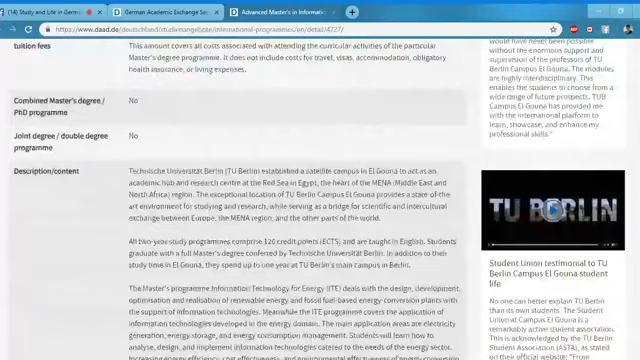 (14) Study and Life in Germ
German Academic Exchange Se
Advanced Master's in Informati
https://www.daad.de/deutschland/studienangebote/international-programmes/en/detail/4727/
tuition fees
This amount covers all costs associated with attending the curricular activities of the particular
Master's degree programme. It does not include costs for travel, visas, accommodation, obligatory
health insurance, or living expenses.
Combined Master's degree /
PhD programme
No
Joint degree / double degree
programme
No
Description/content
Technische Universität Berlin (TU Berlin) established a satellite campus in El Gouna to act as an
academic hub and research centre at the Red Sea in Egypt, the heart of the MENA (Middle East and
North Africa) region. The exceptional location of TU Berlin Campus El Gouna provides a state-of-the-
art environment for studying and research, while serving as a bridge for scientific and intercultural
exchange between Europe, the MENA region, and the other parts of the world.
All two-year study programmes comprise 120 credit points (ECTS) and are taught in English. Students
graduate with a full Master's degree conferred by Technische Universität Berlin. In addition to their
study time in El Gouna, they spend up to one year at TU Berlin's main campus in Berlin.
The Master's programme Information Technology for Energy (ITE) deals with the design, development,
optimisation and realisation of renewable energy and fossil fuel-based energy-conversion plants with
the support of information technologies. Meanwhile the ITE programme covers the application of
information technologies developed in the energy domain. The main application areas are electricity
generation, energy-storage, and energy consumption management. Students will learn how to
analyse, design, and implement information technologies catered to the needs of the energy sector.
Increasing energy efficiency, cost effectiveness, and environmental
would have never been possible
without the enormous support and
supervision of the professors of TU
Berlin Campus El Gouna. The modules
are highly interdisciplinary. This
enables the students to choose from a
wide range of future prospects. TUB
Campus El Gouna has provided me
with the international platform to
learn, showcase, and enhance my
professional skills."
TU BERLIN
Student Union testimonial to TU
Berlin Campus El Gouna student
life
No one can better explain TU Berlin
than its own students. The Student
Union at Campus El Gouna is a
remarkably active student association.
This is acknowledged by the TU Berlin
Student Association (AStA), as stated
on the official website: "From